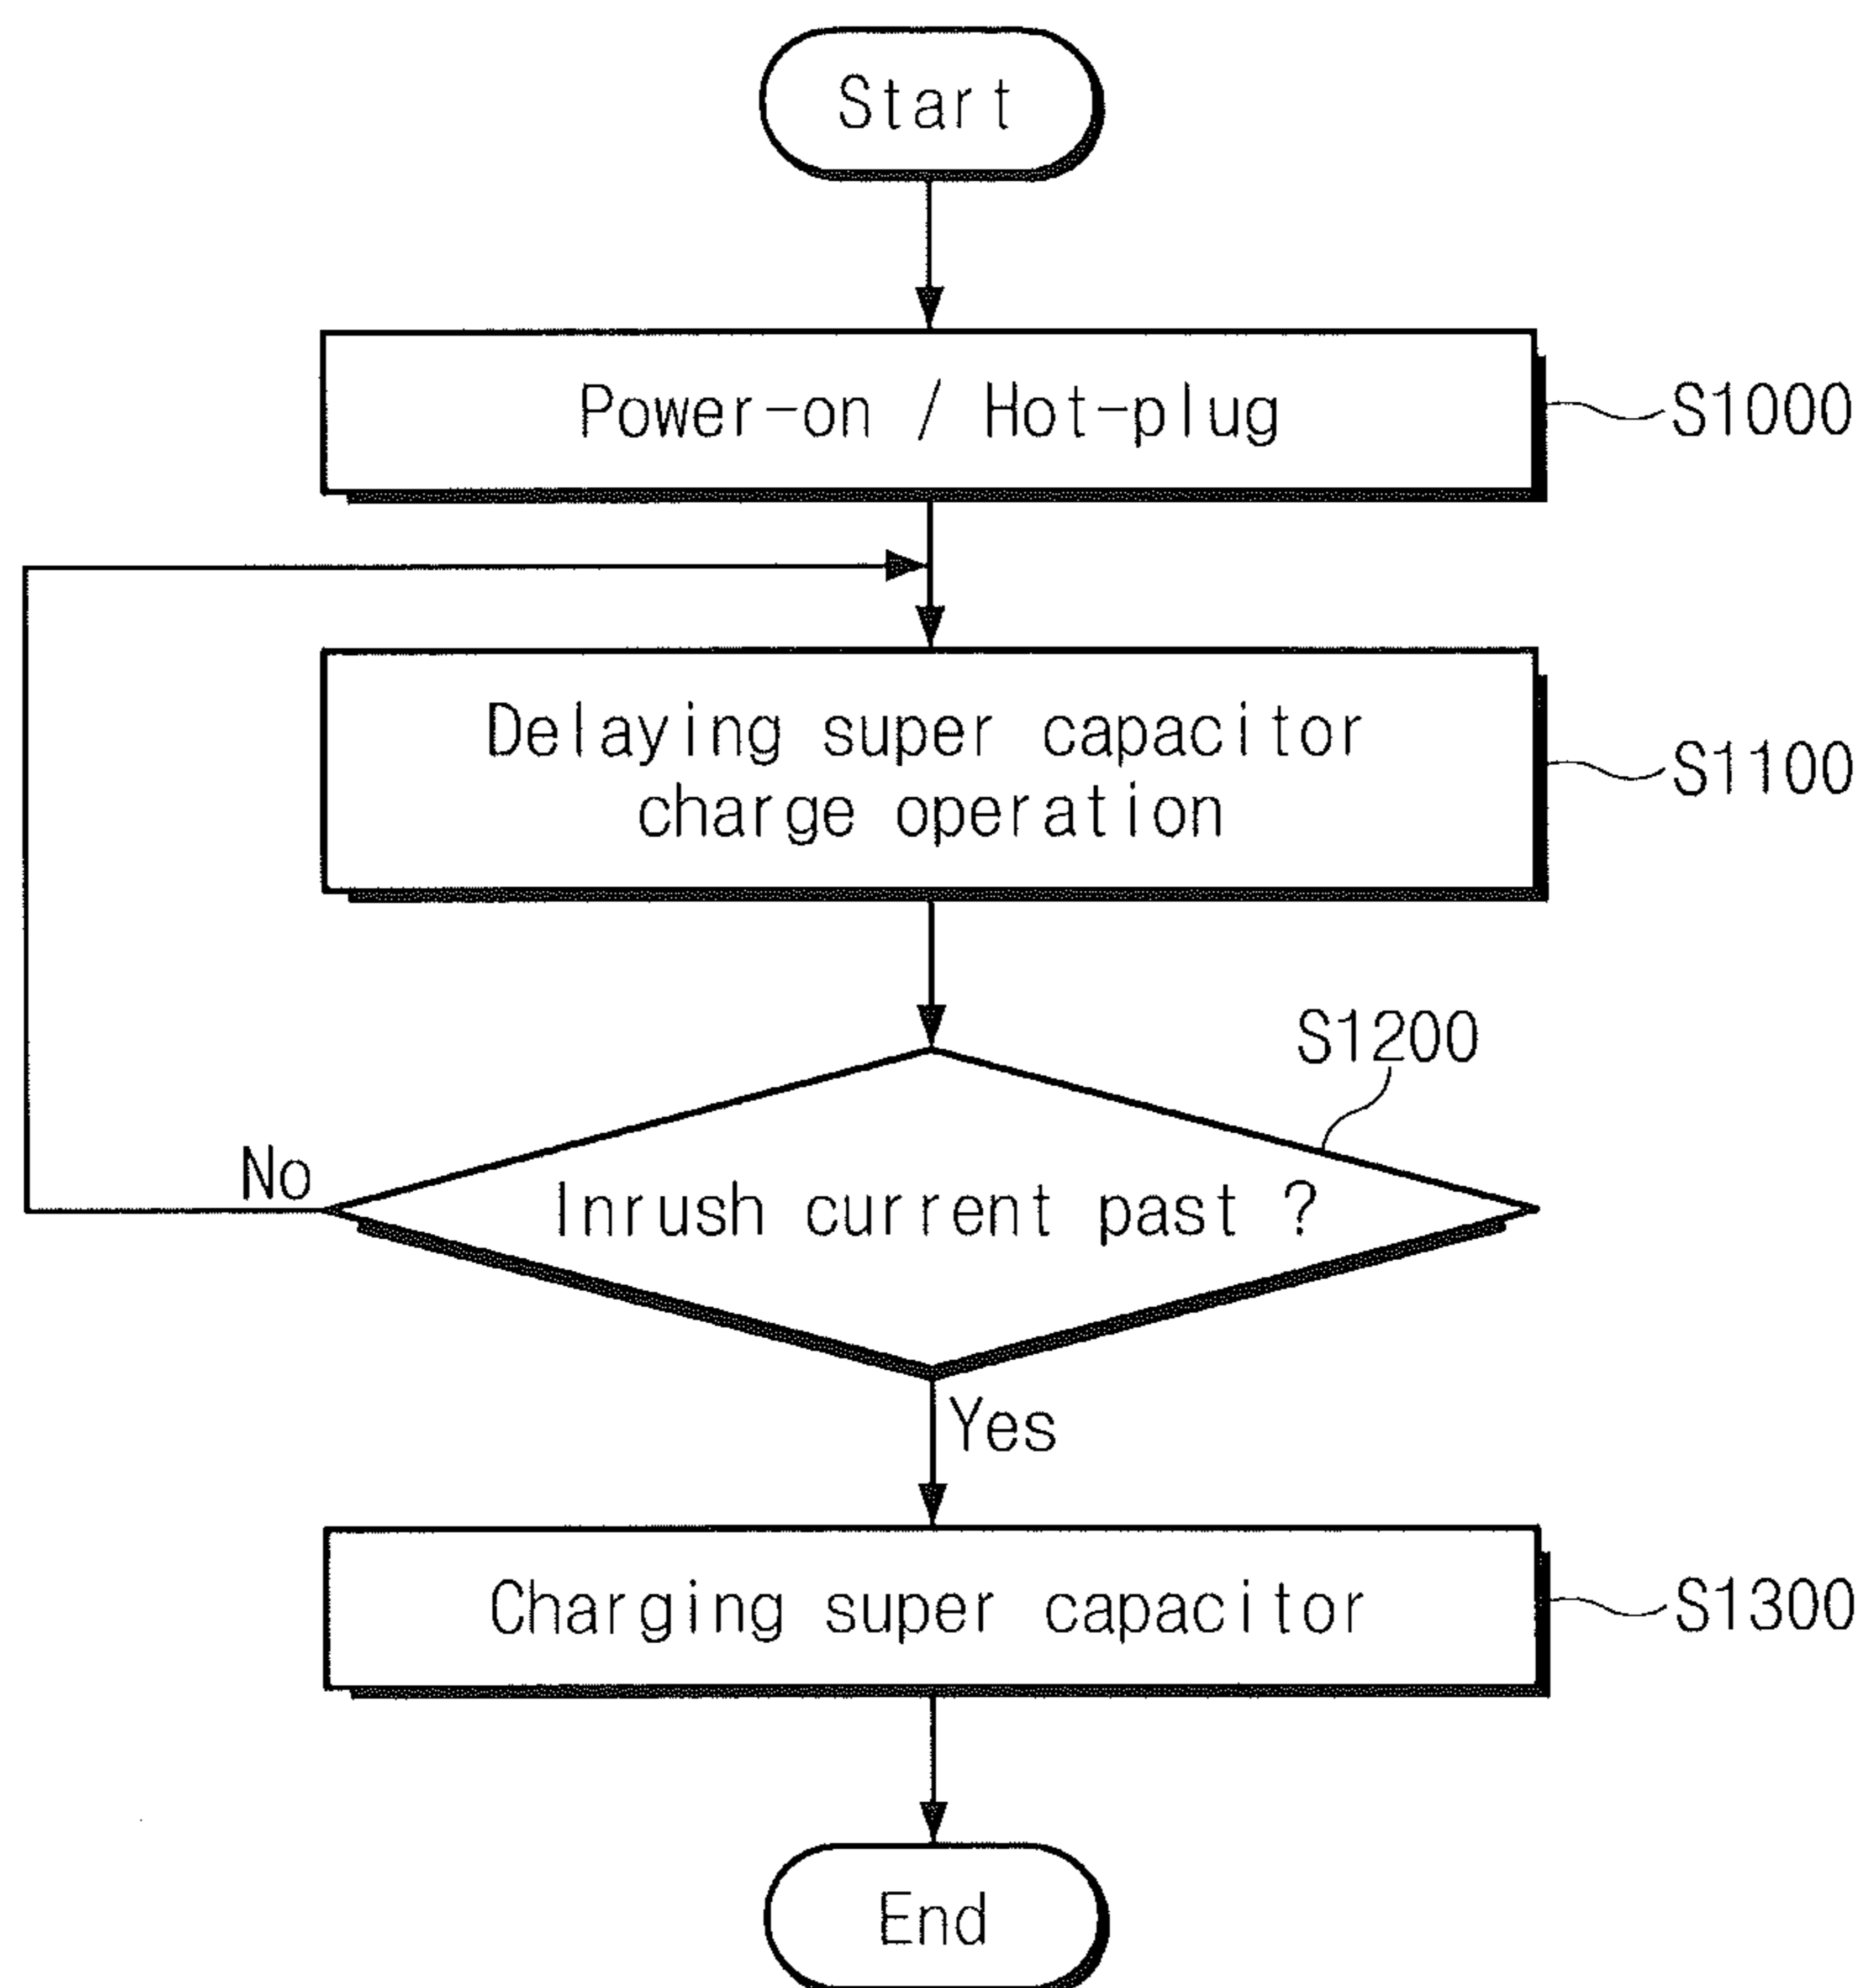 Start
Power-on / Hot-plug
S1000
Delaying super capacitor
charge operation
S1100
S1200
No
Inrush current past ?
Yes
Charging super capacitor
S1300
End